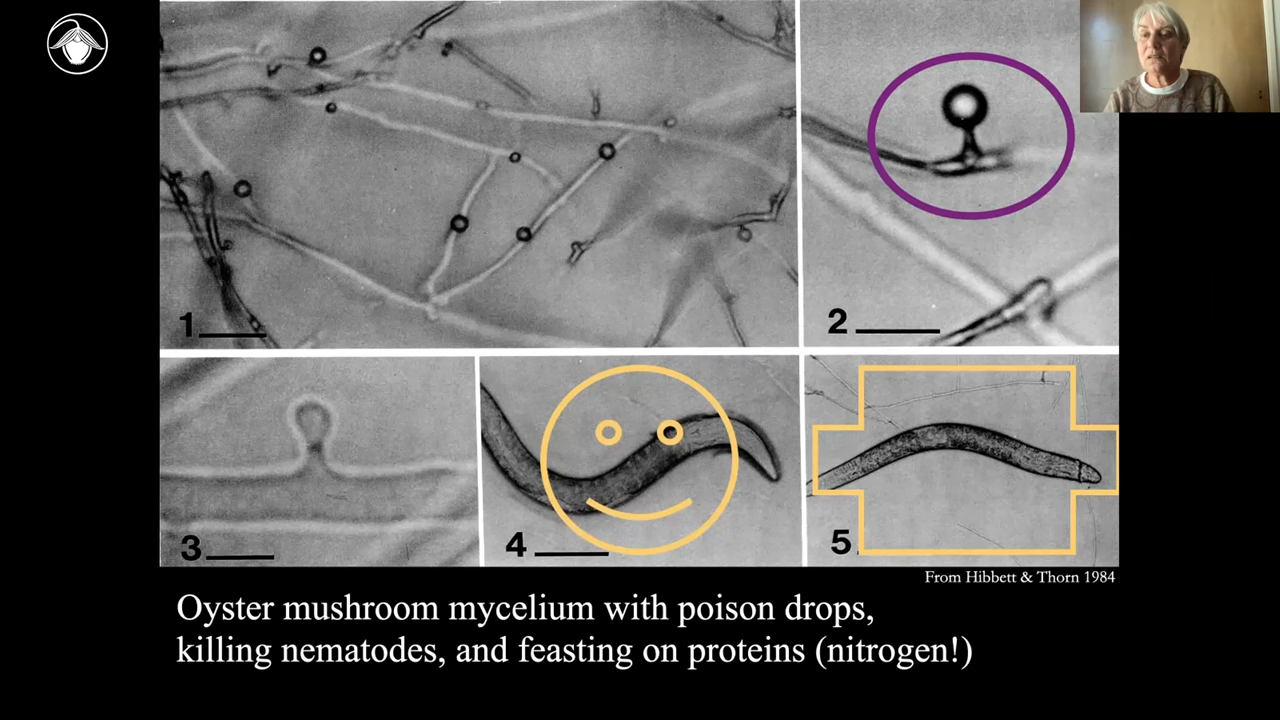 1
2
3
4
5
From Hibbett & Thorn 1984
Oyster mushroom mycelium with poison drops,
killing nematodes, and feasting on proteins (nitrogen!)